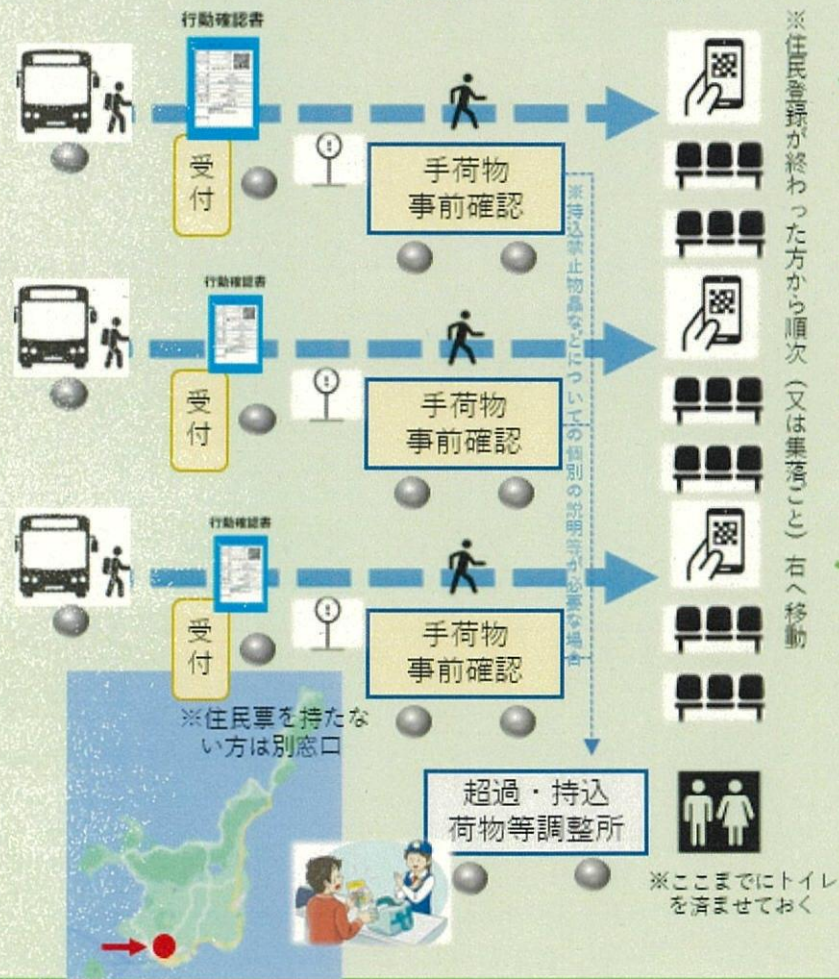 行動確認書
受付
手荷物
事前確認
行動確認書
受付
手荷物
事前確認
行動確認書
受付
手荷物
事前確認
※持込禁止物品などについての個別の説明等が必要な場合
※住民登録が終わった方から順次（又は集落ごと）右へ移動
※住民票を持たな
い方は別窓口
超過・持込
荷物等調整所
※ここまでにトイレ
を済ませておく